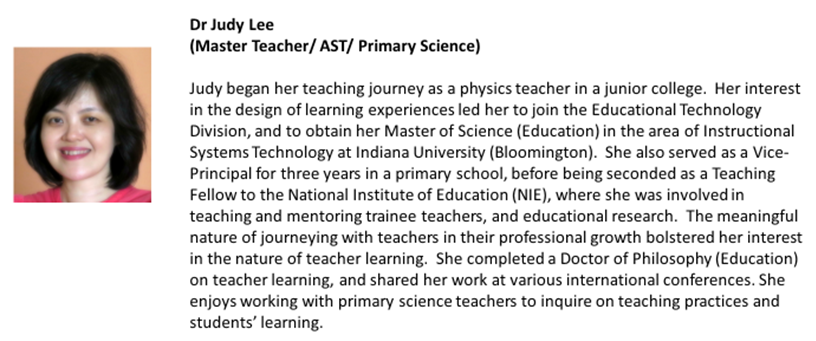 Dr Judy Lee
(Master Teacher/ AST/ Primary Science)
Judy began her teaching journey as a physics teacher in a junior college.  Her interest
in the design of learning experiences led her to join the Educational Technology
Division, and to obtain her Master of Science (Education) in the area of Instructional
Systems Technology at Indiana University (Bloomington).  She also served as a Vice-
Principal for three years in a primary school, before being seconded as a Teaching
Fellow to the National Institute of Education (NIE), where she was involved in
teaching and mentoring trainee teachers, and educational research.  The meaningful
nature of journeying with teachers in their professional growth bolstered her interest
in the nature of teacher learning.  She completed a Doctor of Philosophy (Education)
on teacher learning, and shared her work at various international conferences. She
enjoys working with primary science teachers to inquire on teaching practices and
students’ learning.